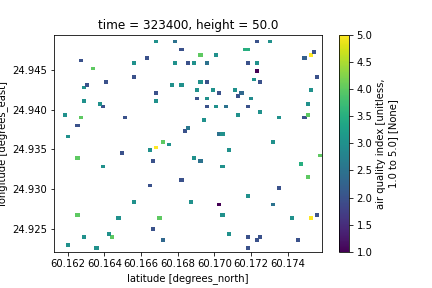 time = 323400, height = 50.0
24.945
24.940
24.935
24.930
24.925
longitude [degrees_east]
60.162 60.164 60.166 60.168 60.170 60.172 60.174
latitude [degrees_north]
5.0
4.5
4.0
3.5
3.0
2.5
2.0
1.5
1.0
air quality index [unitless,
1.0 to 5.0] [None]